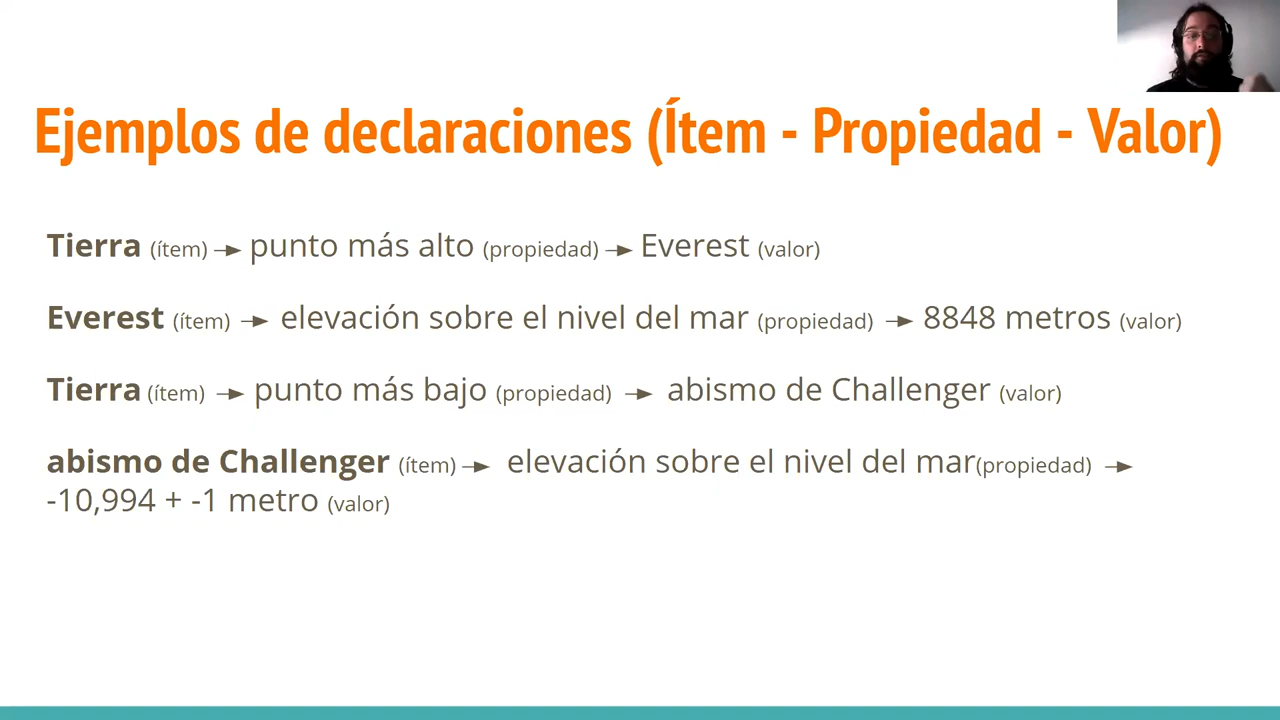 Ejemplos de declaraciones (Ítem - Propiedad - Valor)
Tierra (ítem) → punto más alto (propiedad) → Everest (valor)
Everest (ítem) → elevación sobre el nivel del mar (propiedad) → 8848 metros (valor)
Tierra (ítem) → punto más bajo (propiedad) → abismo de Challenger (valor)
abismo de Challenger (ítem) → elevación sobre el nivel del mar(propiedad) →
-10,994 + -1 metro (valor)